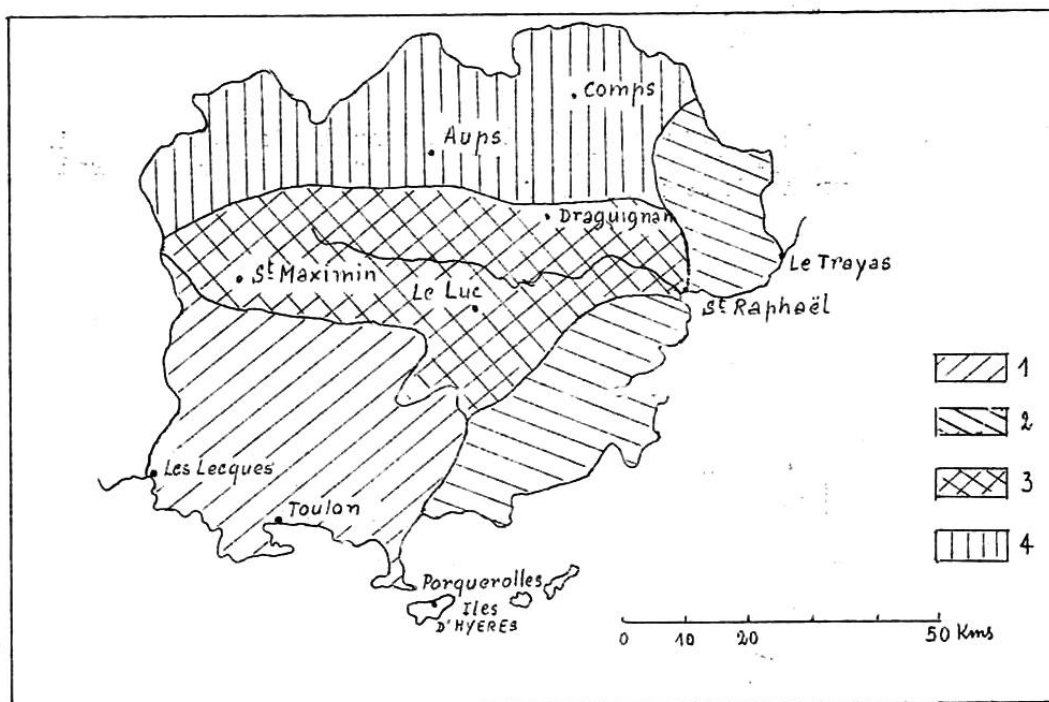 Comps
Aups
Draguignan
Le Trayas
St Maximin
Le Luc
St Raphaël
1
2
3
4
Les Lecques
Toulon
Porquerolles
Iles
D'HYERES
0 10 20 50 Kms